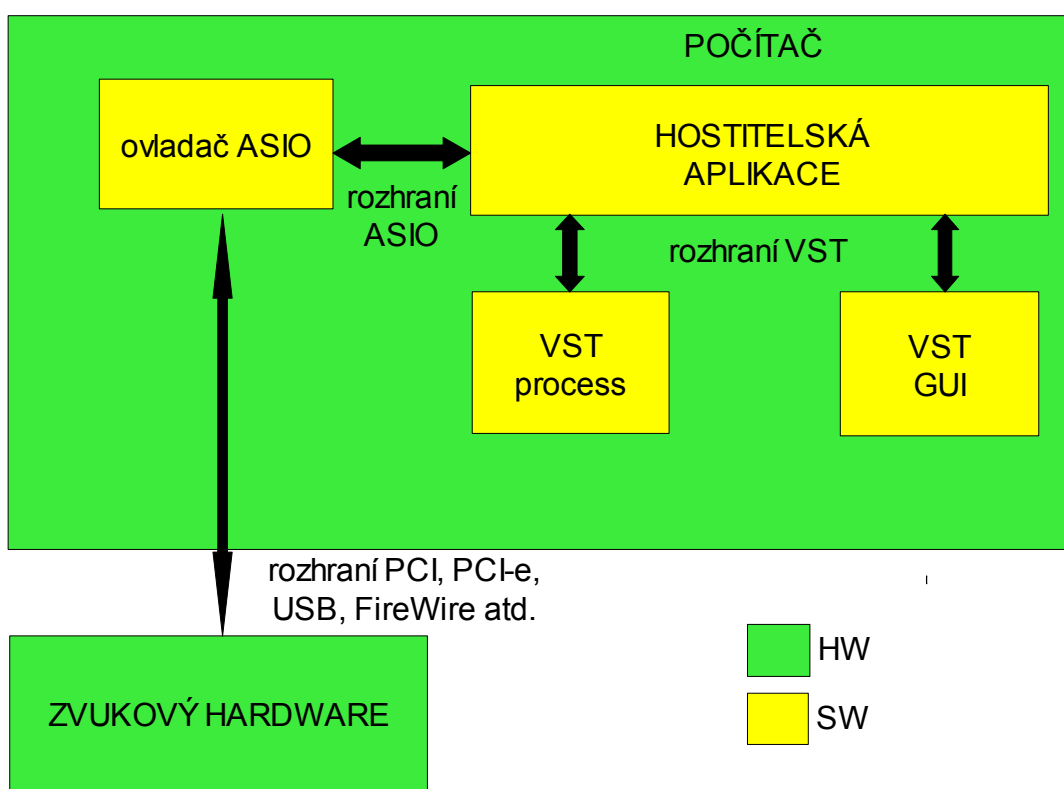 POČÍTAČ
ovladač ASIO
HOSTITELSKÁ
APLIKACE
rozhraní
ASIO
rozhraní VST
VST
process
VST
GUI
rozhraní PCI, PCI-e,
USB, FireWire atd.
ZVUKOVÝ HARDWARE
HW
SW